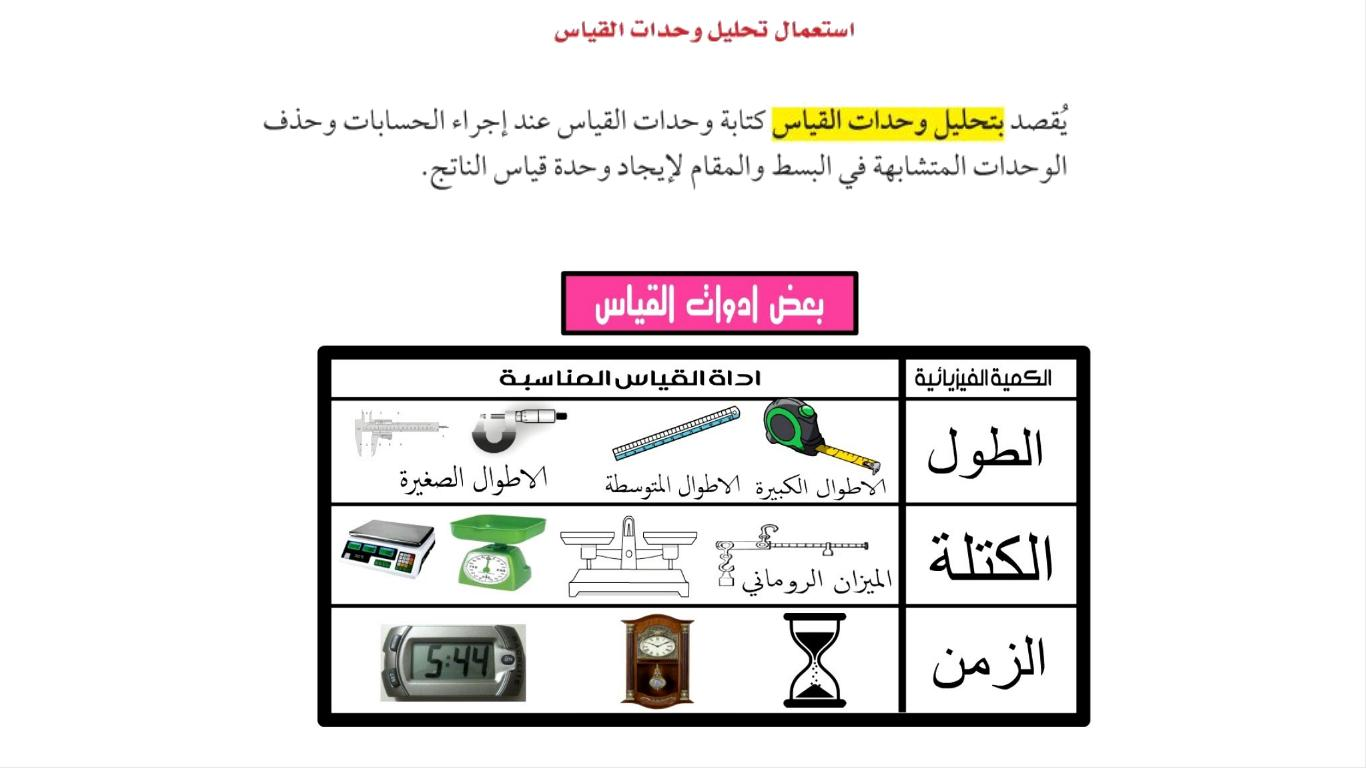 استعمال تحليل وحدات القياس
يُقصد بتحليل وحدات القياس كتابة وحدات القياس عند إجراء الحسابات وحذف
الوحدات المتشابهة في البسط والمقام لإيجاد وحدة قياس الناتج.
بعض ادوات القياس
الكمية الفيزيائية
اداة القياس المناسبة
الطول
الاطوال الكبيرة
الاطوال المتوسطة
الاطوال الصغيرة
الكتلة
الميزان الروماني
الزمن
5:44